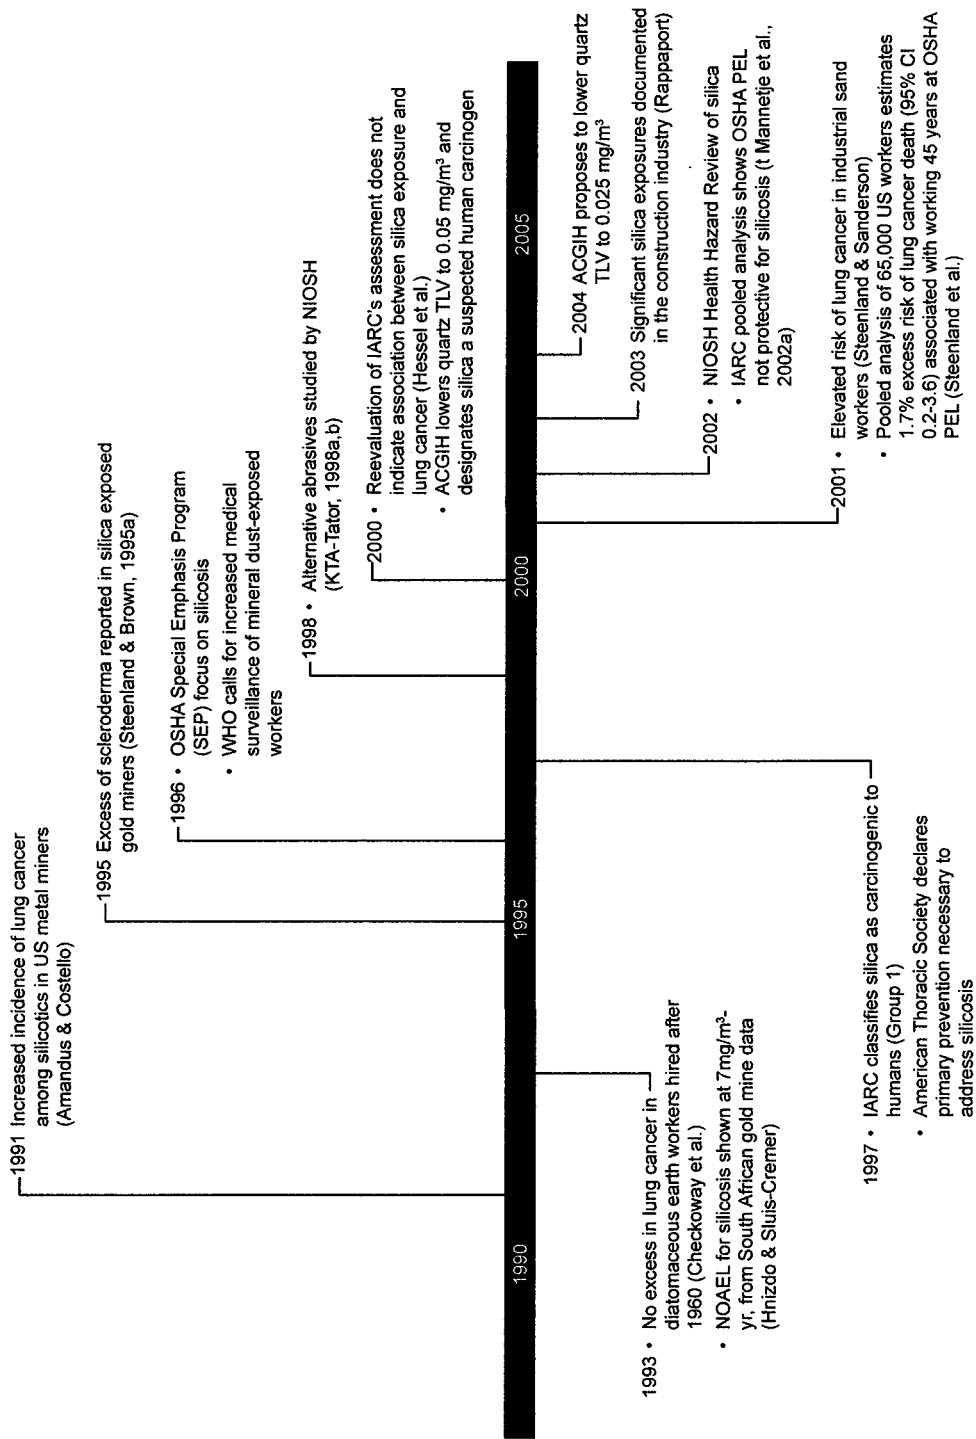 1991 Increased incidence of lung cancer
among silicotics in US metal miners
(Amandus & Costello)
1995 Excess of scleroderma reported in silica exposed
gold miners (Steenland & Brown, 1995a)
1996 • OSHA Special Emphasis Program
(SEP) focus on silicosis
• WHO calls for increased medical
surveillance of mineral dust-exposed
workers
1998 • Alternative abrasives studied by NIOSH
(KTA-Tator, 1998a,b)
2000 • Reevaluation of IARC's assessment does not
indicate association between silica exposure and
lung cancer (Hessel et al.)
• ACGIH lowers quartz TLV to 0.05 mg/m³ and
designates silica a suspected human carcinogen
1990
1995
2000
2005
2004 ACGIH proposes to lower quartz
TLV to 0.025 mg/m³
2003 Significant silica exposures documented
in the construction industry (Rappaport)
2002 • NIOSH Health Hazard Review of silica
• IARC pooled analysis shows OSHA PEL
not protective for silicosis (t Mannetje et al.,
2002a)
2001 • Elevated risk of lung cancer in industrial sand
workers (Steenland & Sanderson)
• Pooled analysis of 65,000 US workers estimates
1.7% excess risk of lung cancer death (95% CI
0.2-3.6) associated with working 45 years at OSHA
PEL (Steenland et al.)
1993 • No excess in lung cancer in
diatomaceous earth workers hired after
1960 (Checkoway et al.)
• NOAEL for silicosis shown at 7mg/m³-
yr, from South African gold mine data
(Hnizdo & Sluis-Cremer)
1997 • IARC classifies silica as carcinogenic to
humans (Group 1)
• American Thoracic Society declares
primary prevention necessary to
address silicosis